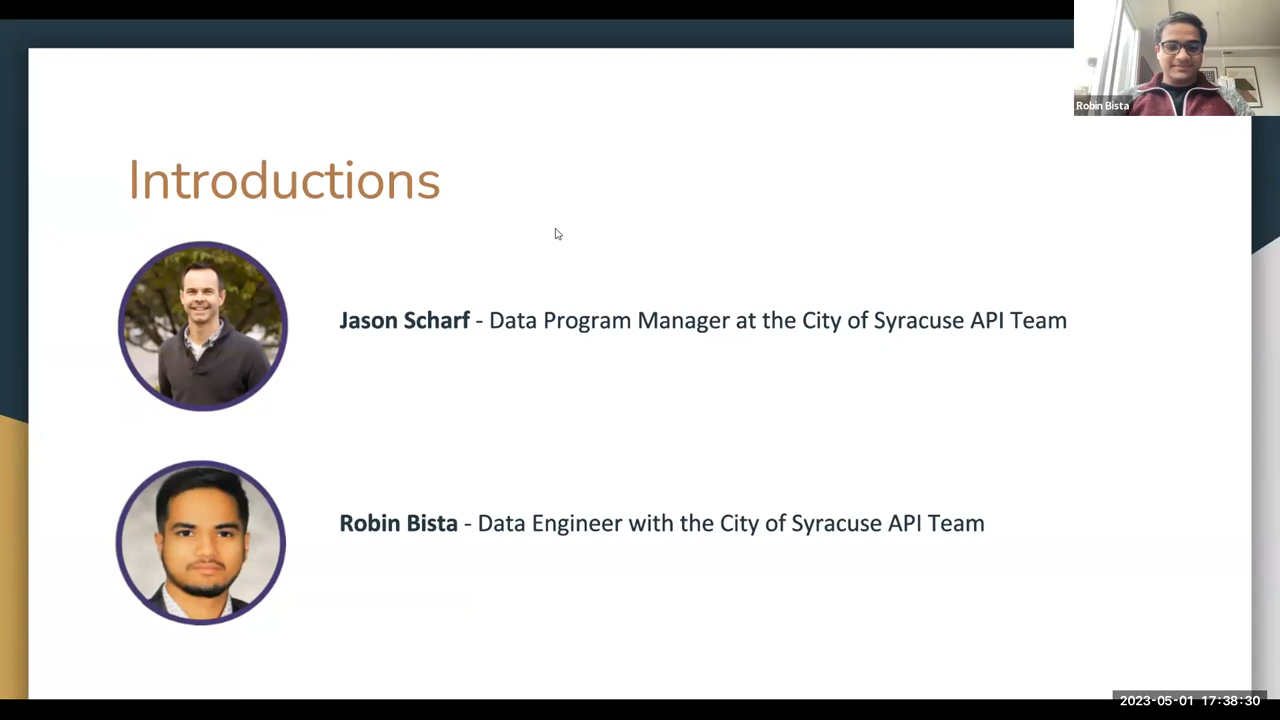 Robin Bista
Introductions
Jason Scharf - Data Program Manager at the City of Syracuse API Team
Robin Bista - Data Engineer with the City of Syracuse API Team
2023-05-01 17:38:30